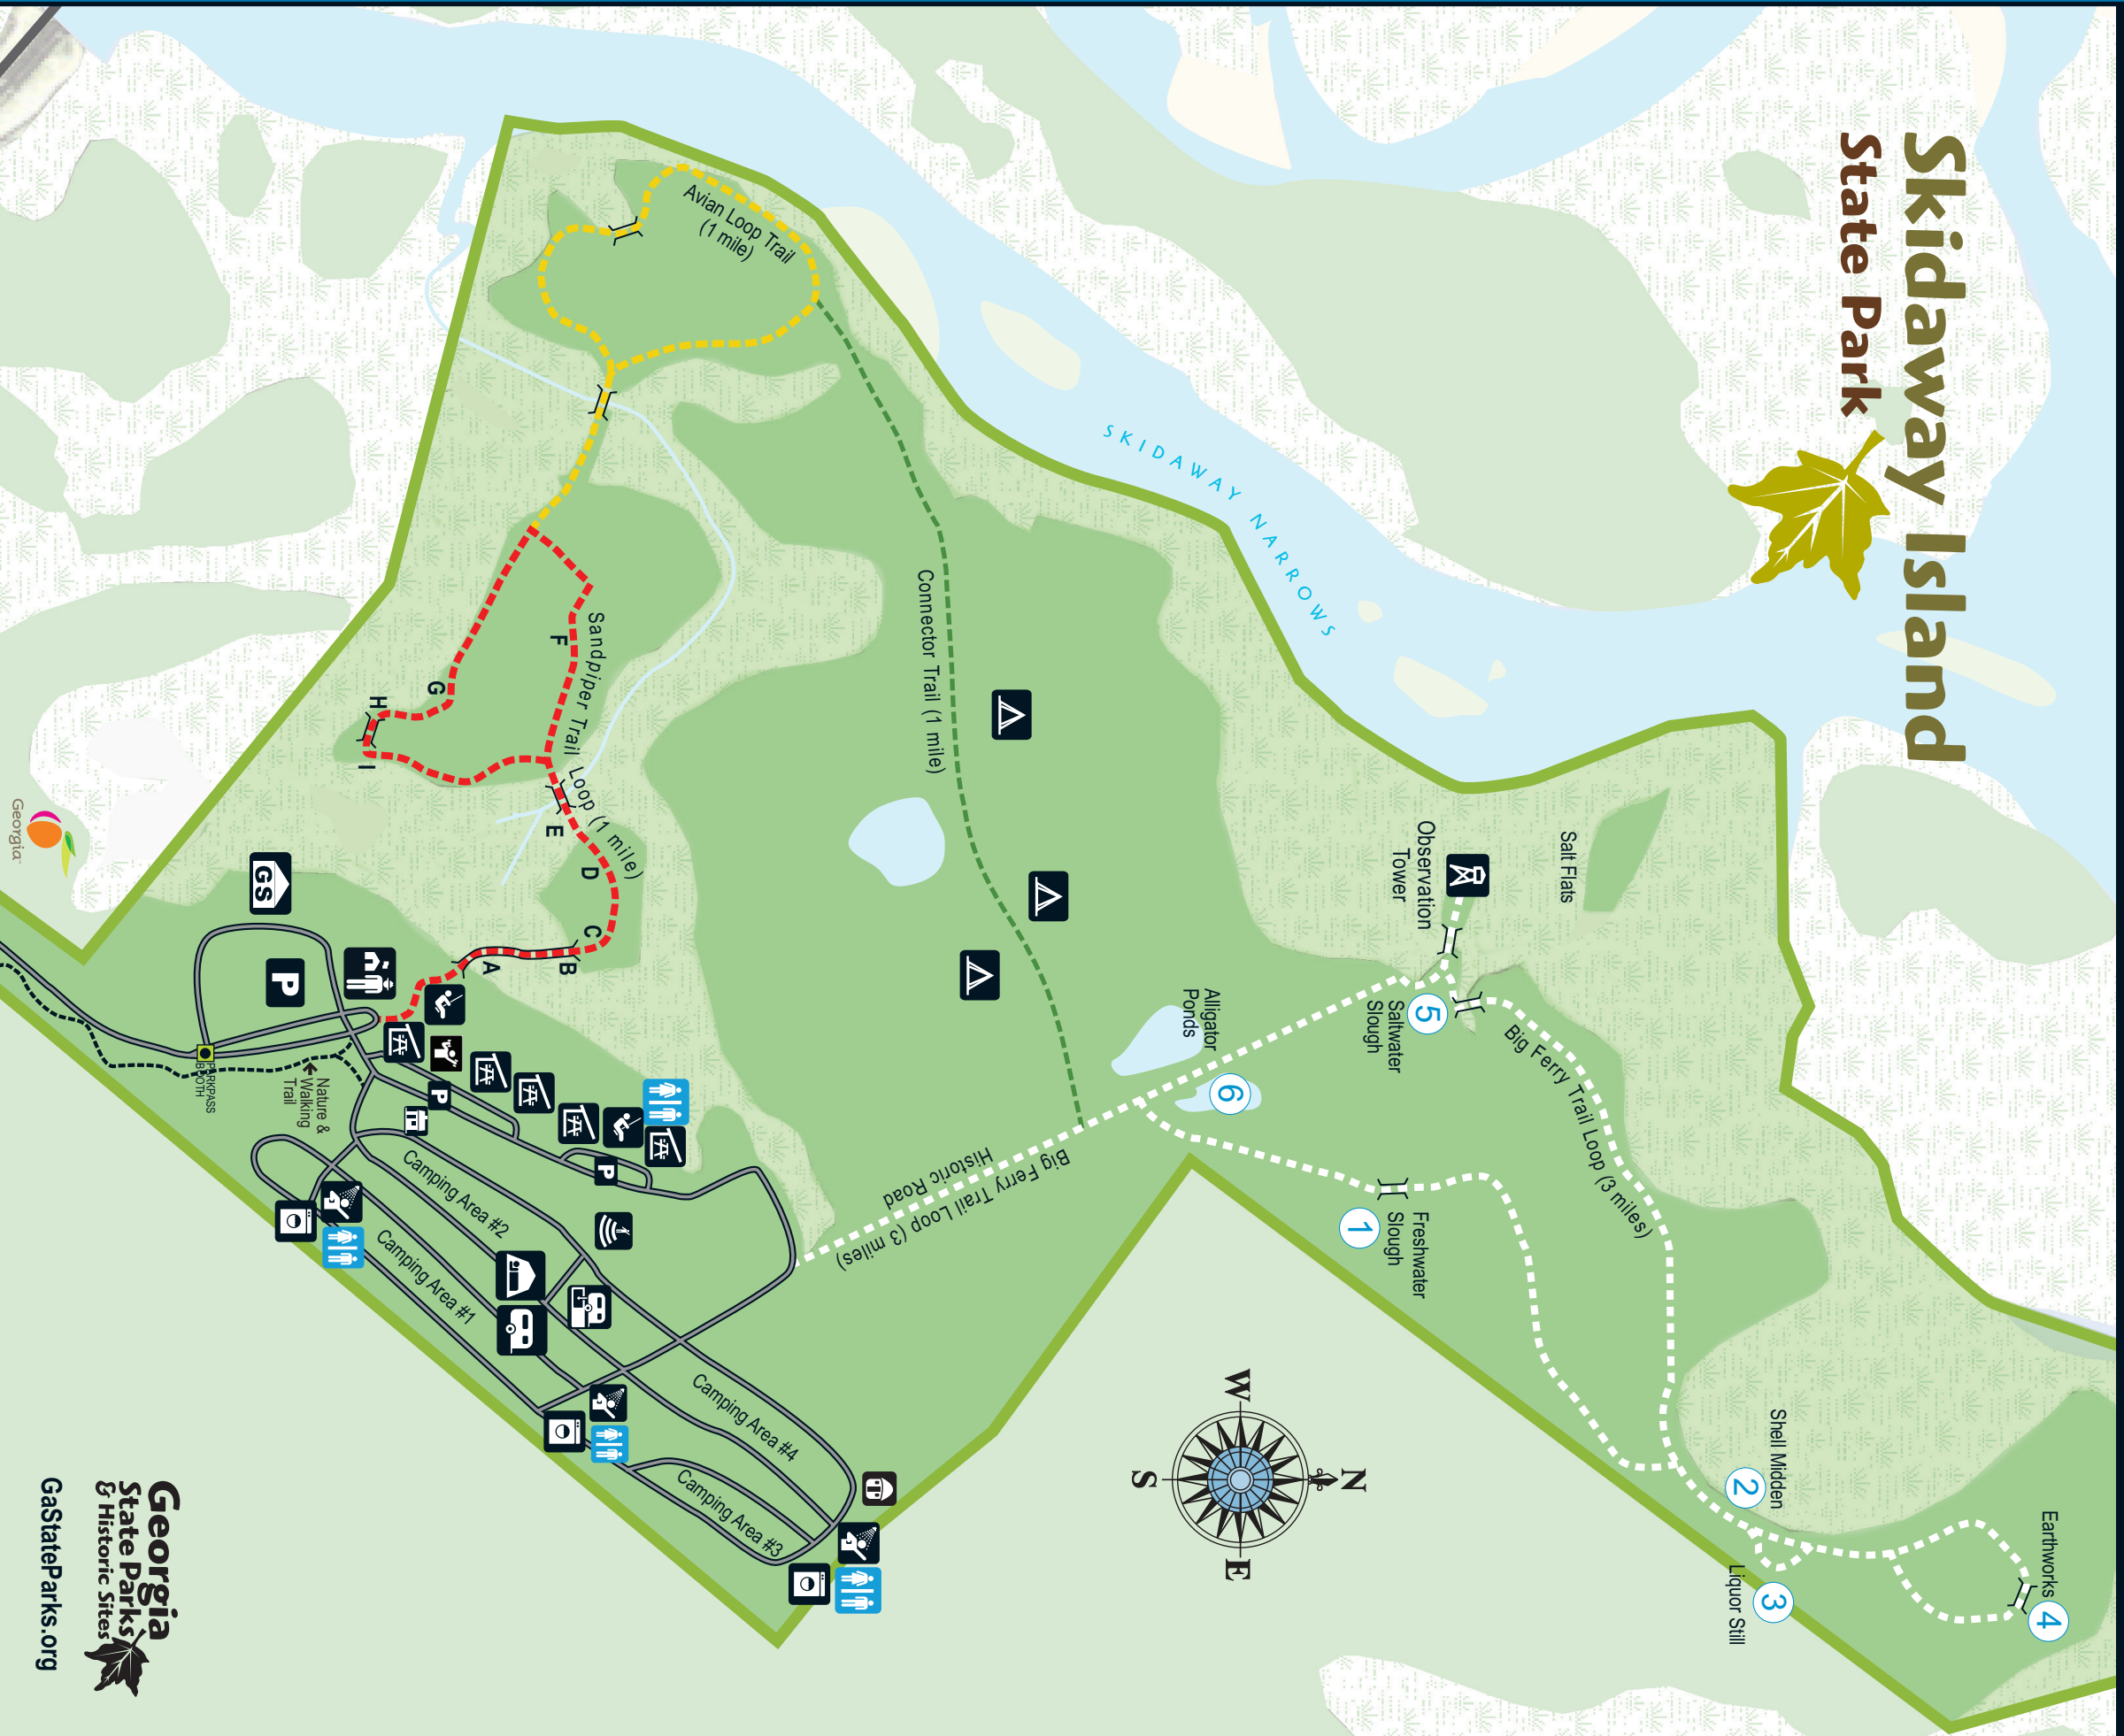 Skidaway Island
State Park
SKIDAWAY NARROWS
Avian Loop Trail
(1 mile)
Connector Trail (1 mile)
Sandpiper Trail Loop (1 mile)
A
B
C
D
E
F
G
H
I
Salt Flats
Observation
Tower
Saltwater
Slough
5
Big Ferry Trail Loop (3 miles)
Alligator
Ponds
6
Big Ferry Trail Loop (3 miles)
Historic Road
Freshwater
Slough
1
Shell Midden
2
Liquor Still
3
Earthworks
4
GS
P
P
P
PARKPASS
BOOTH
Nature &
Walking
Trail
Camping Area #2
Camping Area #1
Camping Area #4
Camping Area #3
N
W
E
S
Georgia
Georgia
State Parks
& Historic Sites
GaStateParks.org